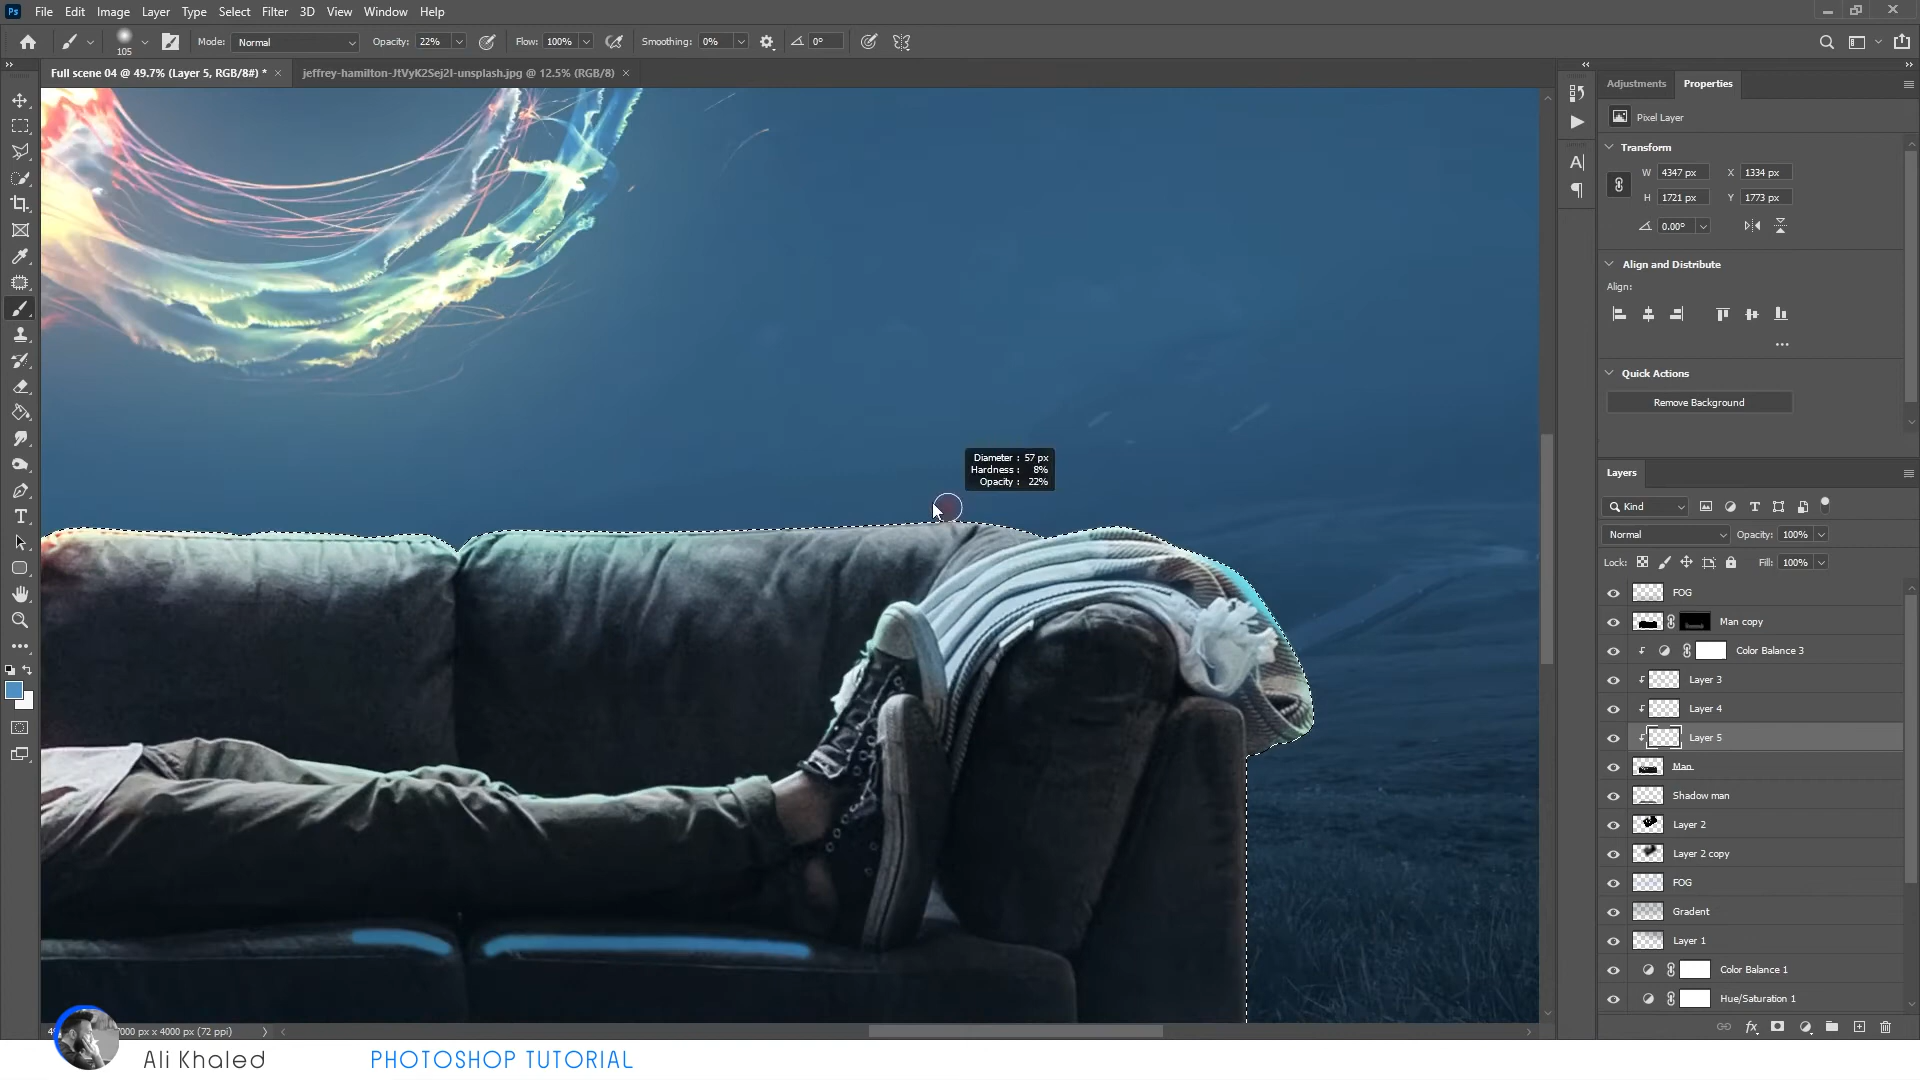 Ps File Edit Image Layer Type Select Filter 3D View Window Help
105 Mode: Normal Opacity: 22% Flow: 100% Smoothing: 0% 0°
Full scene 04 @ 49.7% (Layer 5, RGB/8#) * × jeffrey-hamilton-JtVyK2Sej2I-unsplash.jpg @ 12.5% (RGB/8) ×
Adjustments Properties
Pixel Layer
Transform
W 4347 px X 1334 px
H 1721 px Y 1773 px
0.00°
Align and Distribute
Align:
Quick Actions
Remove Background
Diameter : 57 px
Hardness : 8%
Opacity : 22%
Layers
Kind
Normal Opacity: 100%
Lock: Fill: 100%
FOG
Man copy
Color Balance 3
Layer 3
Layer 4
Layer 5
Man
Shadow man
Layer 2
Layer 2 copy
FOG
Gradent
Layer 1
Color Balance 1
Hue/Saturation 1
px x 4000 px (72 ppi)
Ali Khaled PHOTOSHOP TUTORIAL